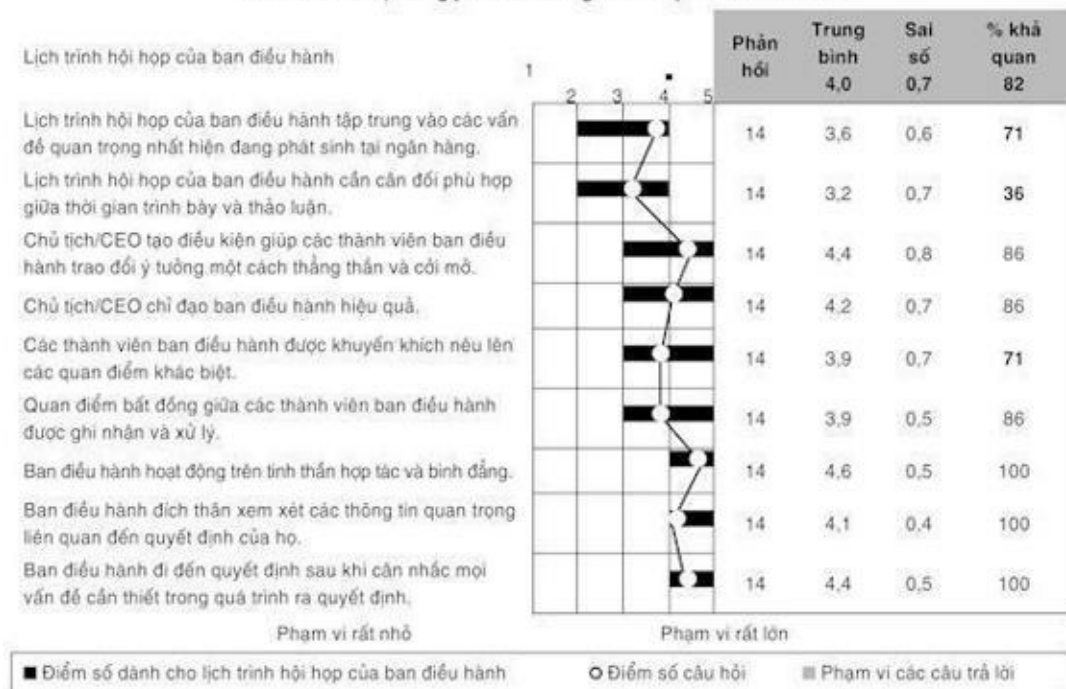 Lịch trình hội họp của ban điều hành
Phản hồi
Trung bình 4,0
Sai số 0,7
% khả quan 82
1 2 3 4 5
Lịch trình hội họp của ban điều hành tập trung vào các vấn
đề quan trọng nhất hiện đang phát sinh tại ngân hàng.
14 3,6 0,6 71
Lịch trình hội họp của ban điều hành cần cân đối phù hợp
giữa thời gian trình bày và thảo luận.
14 3,2 0,7 36
Chủ tịch/CEO tạo điều kiện giúp các thành viên ban điều
hành trao đổi ý tưởng một cách thẳng thắn và cởi mở.
14 4,4 0,8 86
Chủ tịch/CEO chỉ đạo ban điều hành hiệu quả.
14 4,2 0,7 86
Các thành viên ban điều hành được khuyến khích nêu lên
các quan điểm khác biệt.
14 3,9 0,7 71
Quan điểm bất đồng giữa các thành viên ban điều hành
được ghi nhận và xử lý.
14 3,9 0,5 86
Ban điều hành hoạt động trên tinh thần hợp tác và bình đẳng.
14 4,6 0,5 100
Ban điều hành đích thân xem xét các thông tin quan trọng
liên quan đến quyết định của họ.
14 4,1 0,4 100
Ban điều hành đi đến quyết định sau khi cân nhắc mọi
vấn đề cần thiết trong quá trình ra quyết định.
14 4,4 0,5 100
Phạm vi rất nhỏ
Phạm vi rất lớn
Điểm số dành cho lịch trình hội họp của ban điều hành
Điểm số câu hỏi
Phạm vi các câu trả lời